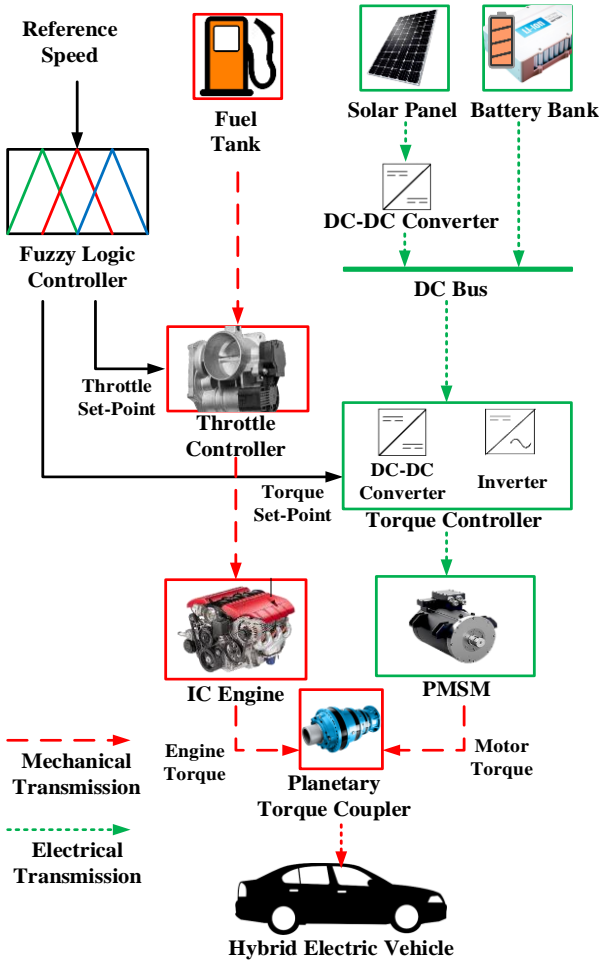 Reference
Speed
Fuel
Tank
Solar Panel
Battery Bank
LI-ION
DC-DC Converter
DC Bus
Fuzzy Logic
Controller
Throttle
Set-Point
Throttle
Controller
DC-DC
Converter
Inverter
Torque
Set-Point
Torque Controller
IC Engine
PMSM
Engine
Torque
Motor
Torque
Planetary
Torque Coupler
Mechanical
Transmission
Electrical
Transmission
Hybrid Electric Vehicle